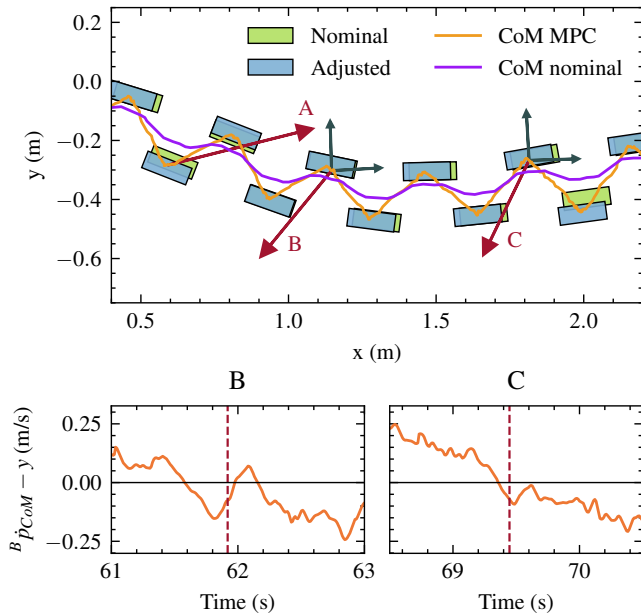 0.2
Nominal
CoM MPC
Adjusted
CoM nominal
0.0
A
−0.2
y (m)
−0.4
B
C
−0.6
0.5
1.0
1.5
2.0
x (m)
B
C
0.25
0.00
−0.25
ᴮṗCoM − y (m/s)
61
62
63
69
70
Time (s)
Time (s)